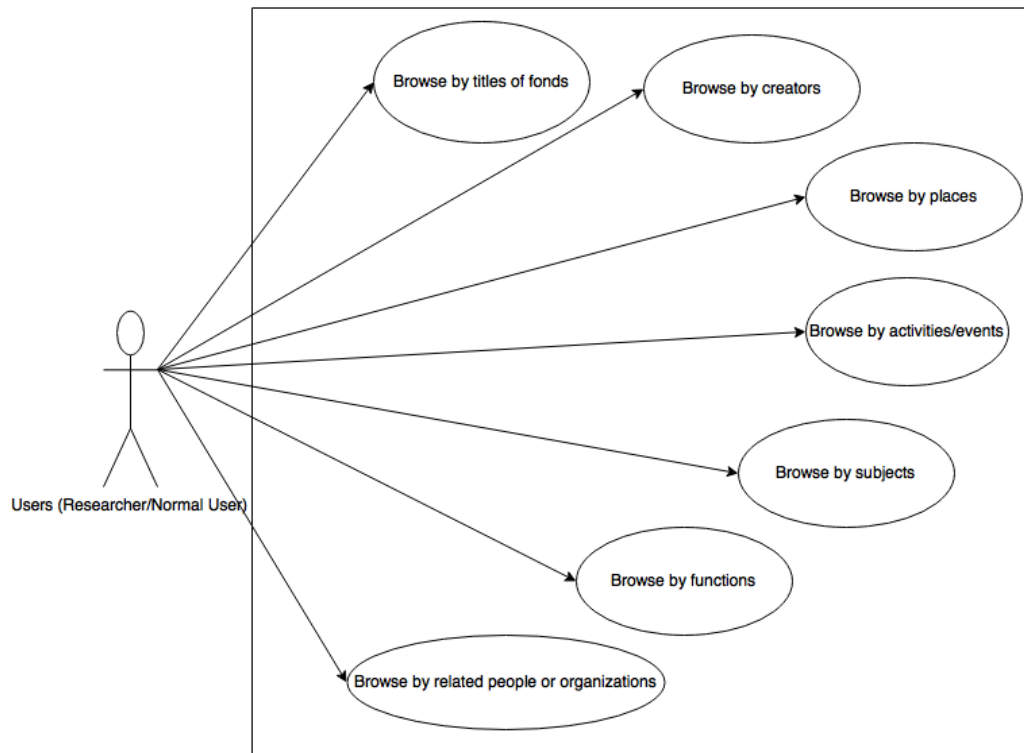 Browse by titles of fonds
Browse by creators
Browse by places
Browse by activities/events
Browse by subjects
Users (Researcher/Normal User)
Browse by functions
Browse by related people or organizations